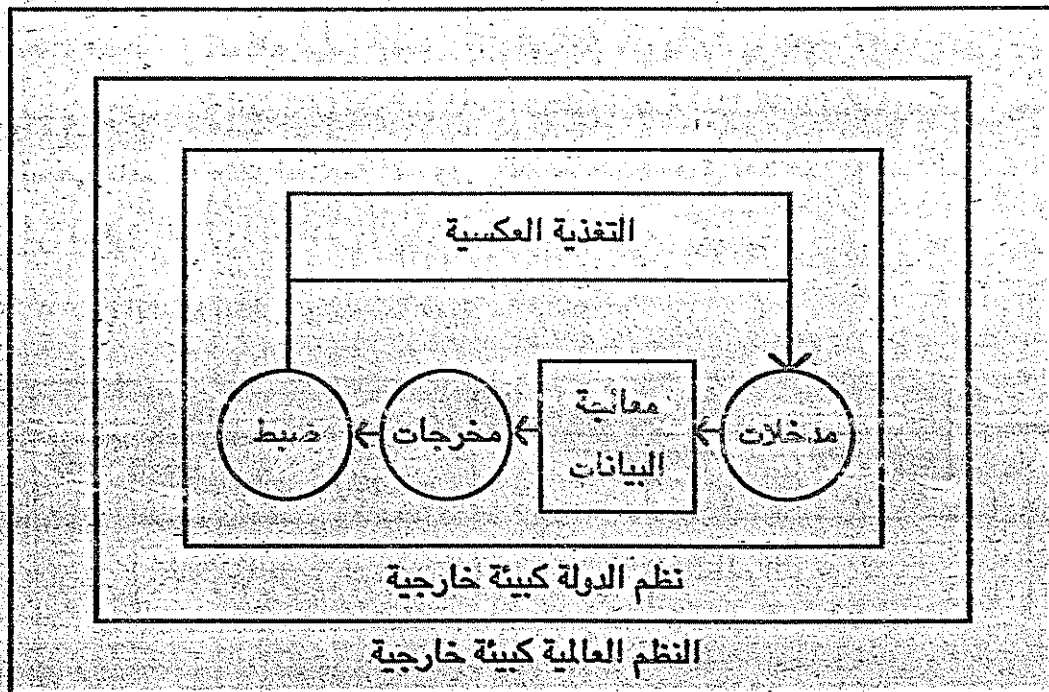 التغذية العكسية
مدخلات
معالجة
البيانات
مخرجات
ضبط
نظم الدولة كبيئة خارجية
النظم العالمية كبيئة خارجية